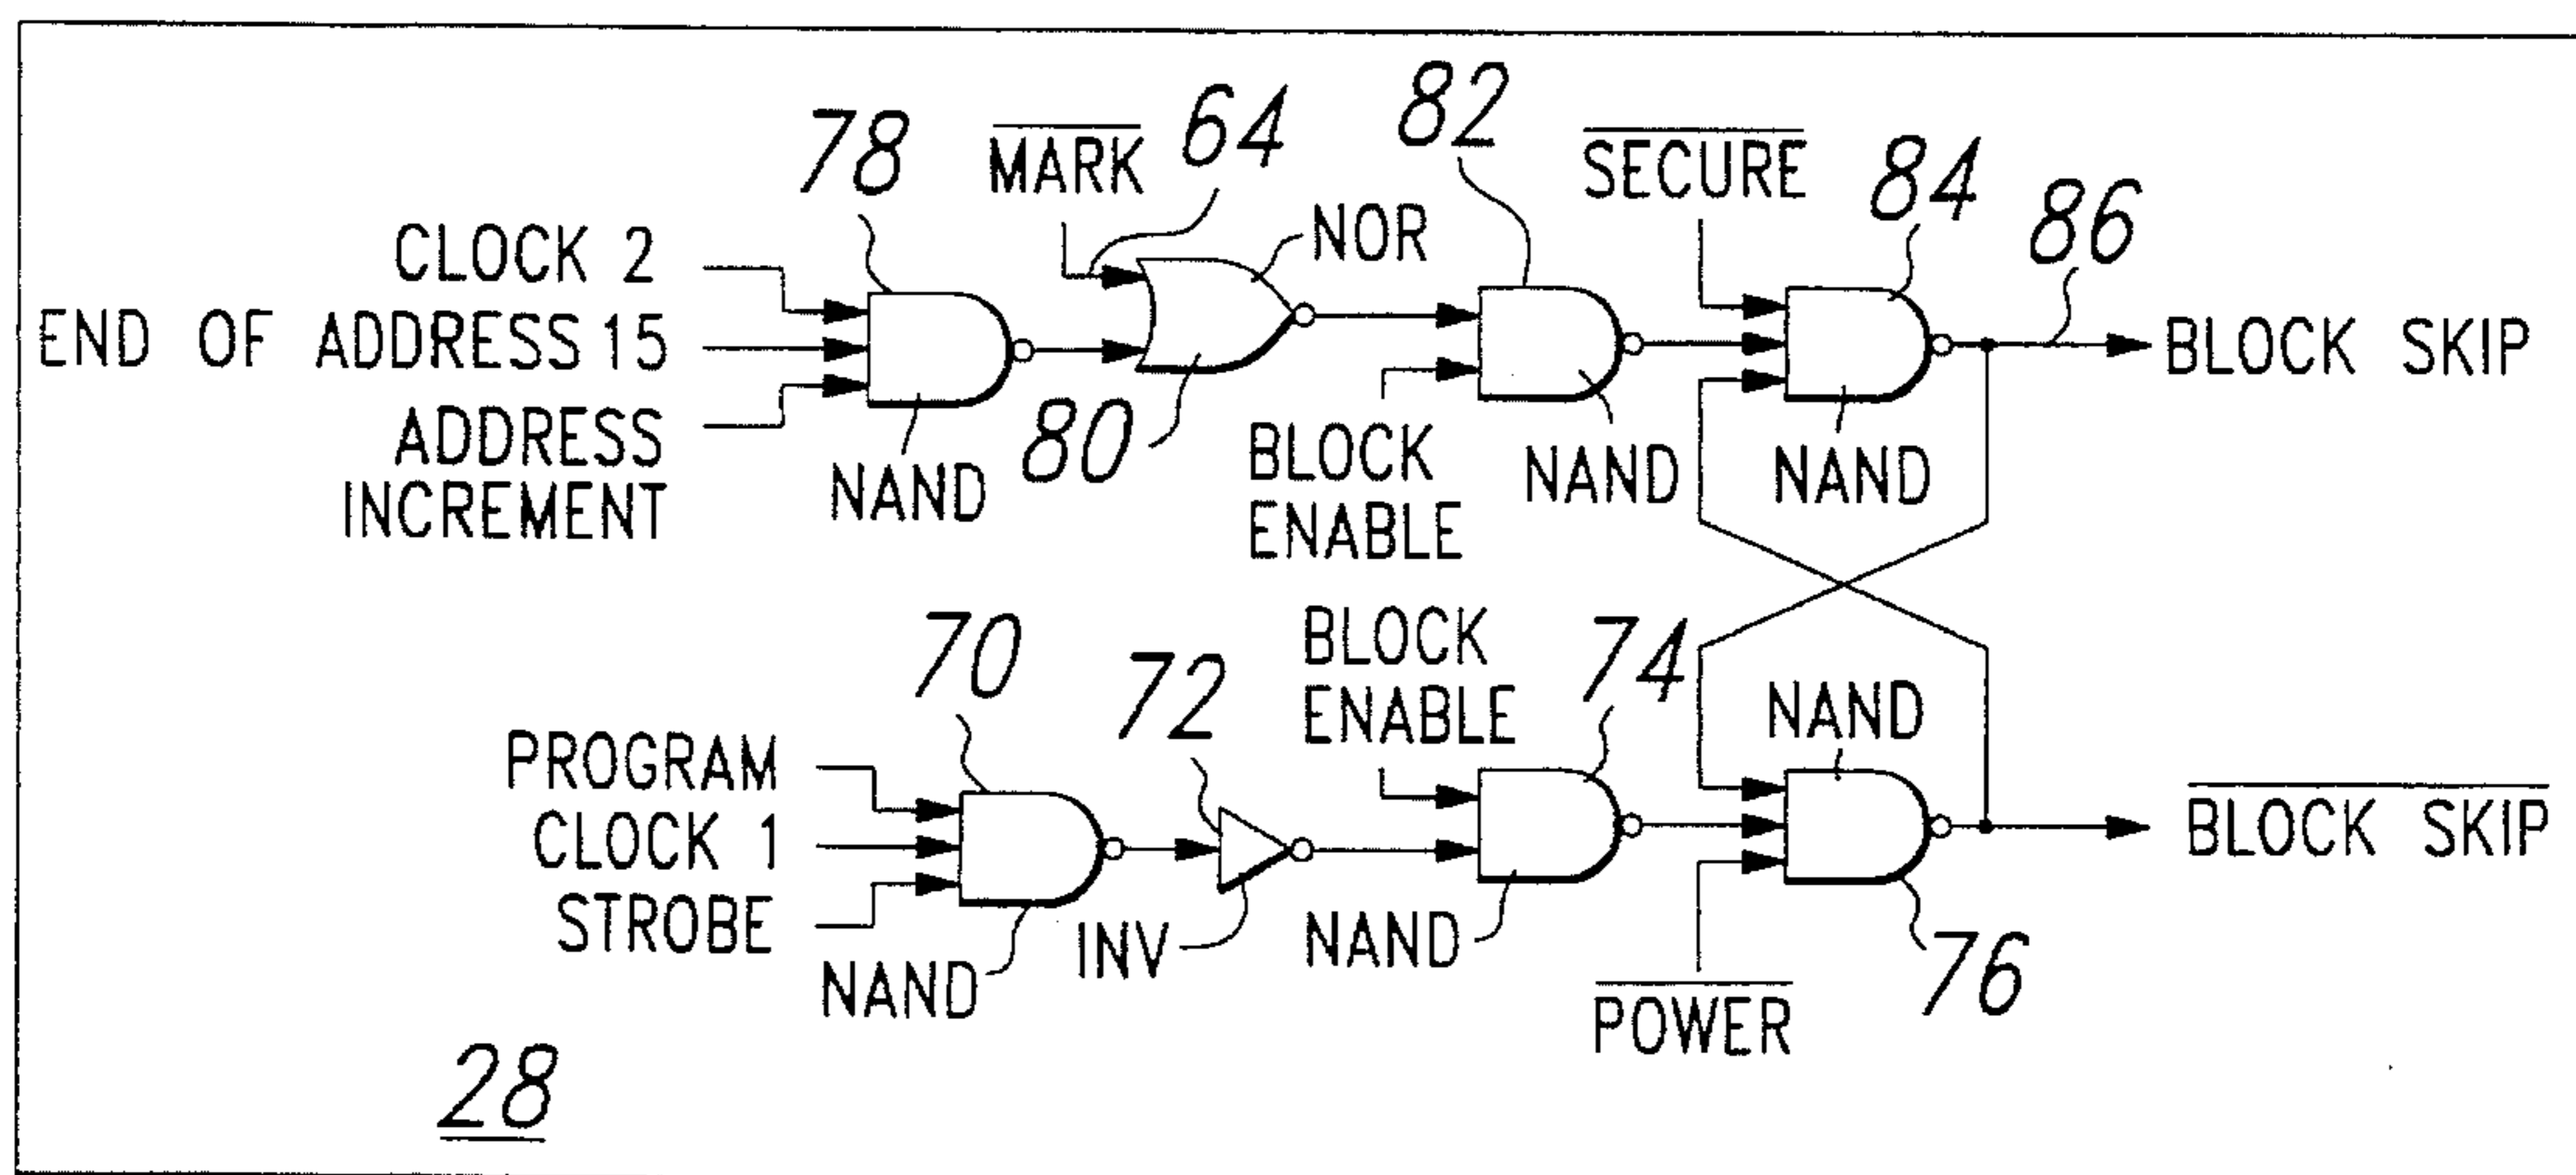 78
MARK
64
82
SECURE
84
86
CLOCK 2
NOR
END OF ADDRESS 15
BLOCK SKIP
ADDRESS
INCREMENT
NAND
80
BLOCK
ENABLE
NAND
NAND
70
72
BLOCK
ENABLE
74
NAND
PROGRAM
CLOCK 1
STROBE
BLOCK SKIP
NAND
INV
NAND
POWER
76
28